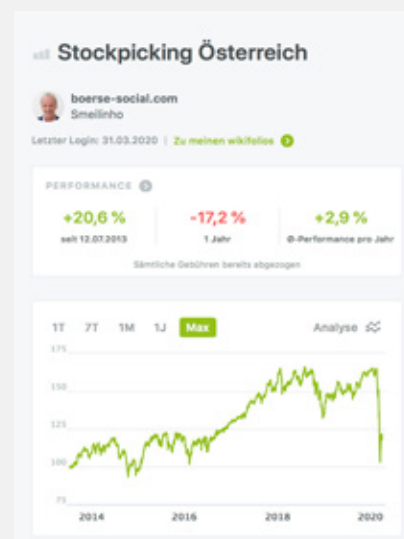 Stockpicking Österreich
boerse-social.com
Smeilinho
Letzter Login: 31.03.2020 | Zu meinen wikifolios
PERFORMANCE
+20,6 % -17,2 % +2,9 %
seit 12.07.2013 1 Jahr Ø-Performance pro Jahr
Sämtliche Gebühren bereits abgezogen
1T 7T 1M 1J Max Analyse
175
150
125
100
75
2014 2016 2018 2020